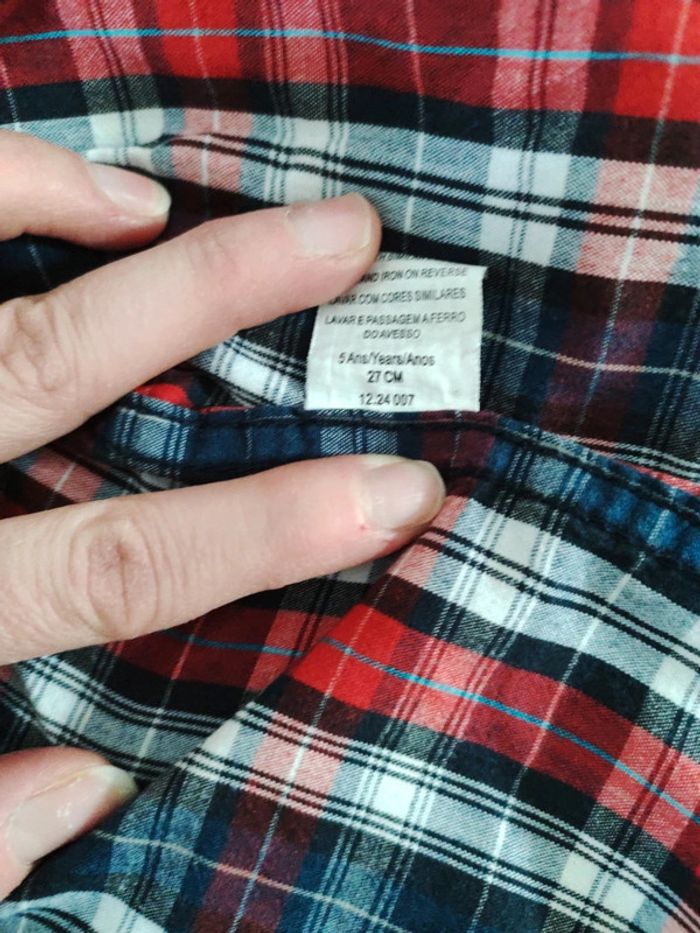 AND IRON ON REVERSE
LAVAR COM CORES SIMILARES
LAVAR E PASSAGEM A FERRO
DO AVESSO
5 Ans/Years/Anos
27 CM
12.24 007